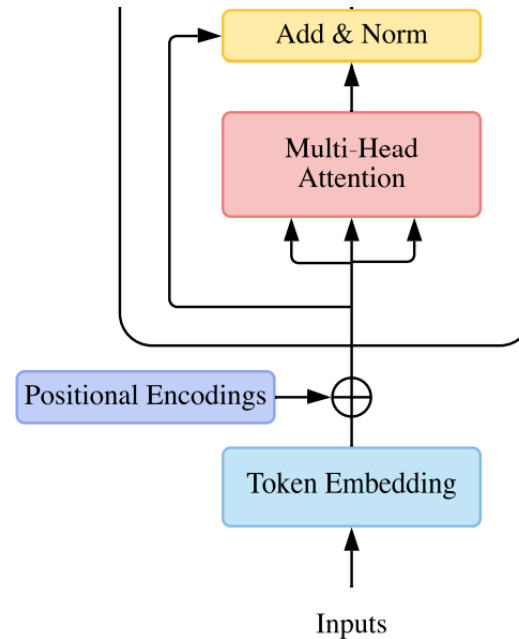 Add & Norm
Multi-Head
Attention
Positional Encodings
Token Embedding
Inputs